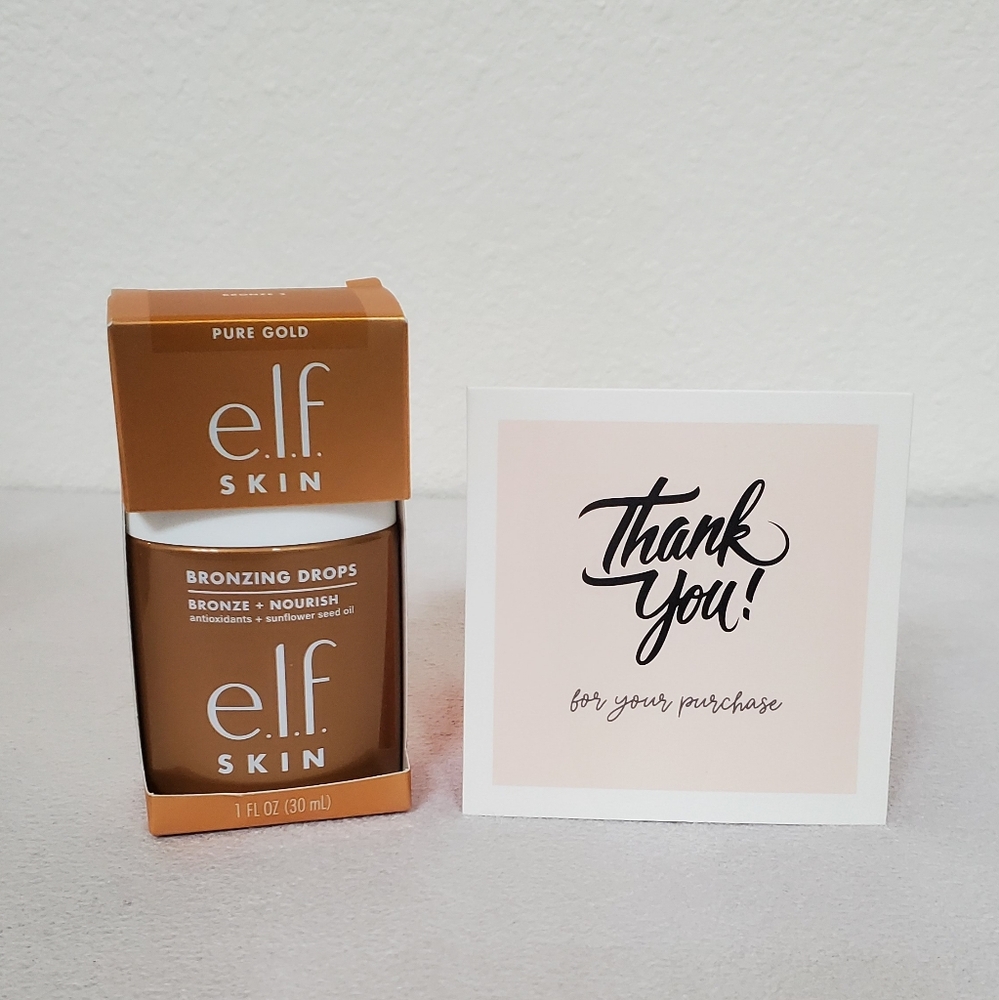 PURE GOLD
e.l.f.
SKIN
BRONZING DROPS
BRONZE + NOURISH
antioxidants + sunflower seed oil
e.l.f.
SKIN
1 FL OZ (30 mL)
Thank
You!
for your purchase